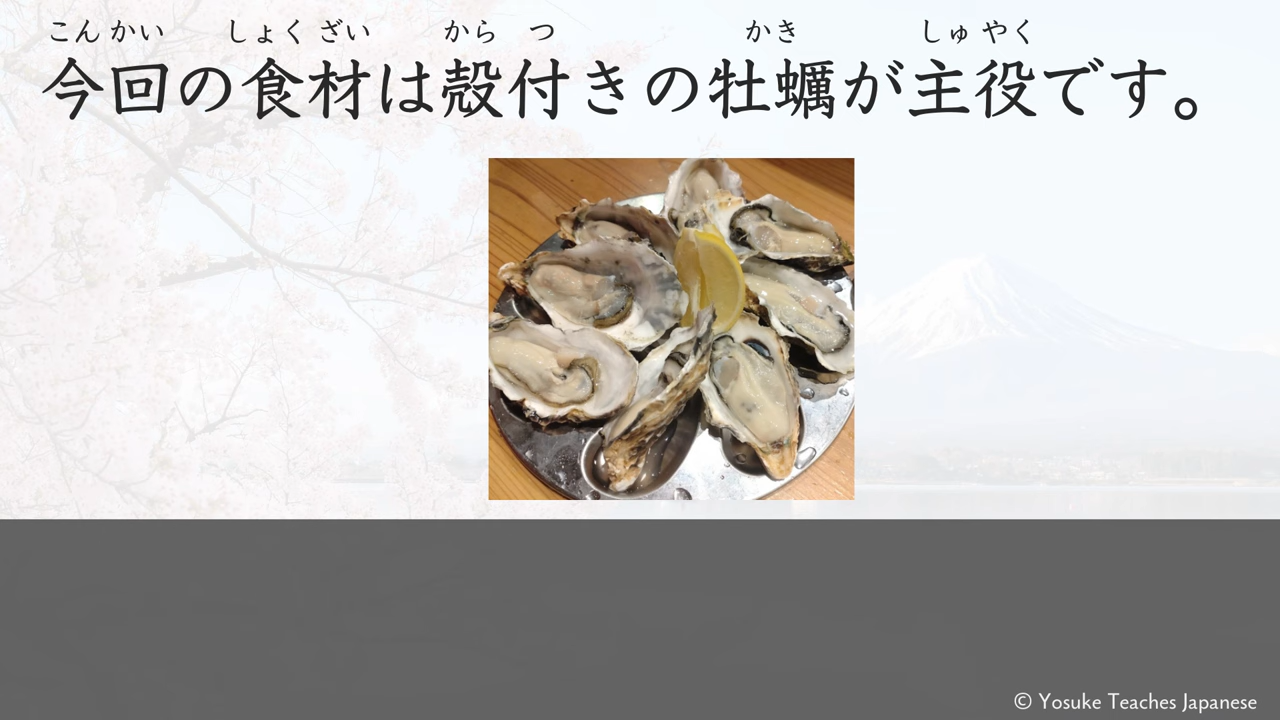 こんかい しょくざい から つ かき しゅやく
今回の食材は殻付きの牡蠣が主役です。
© Yosuke Teaches Japanese